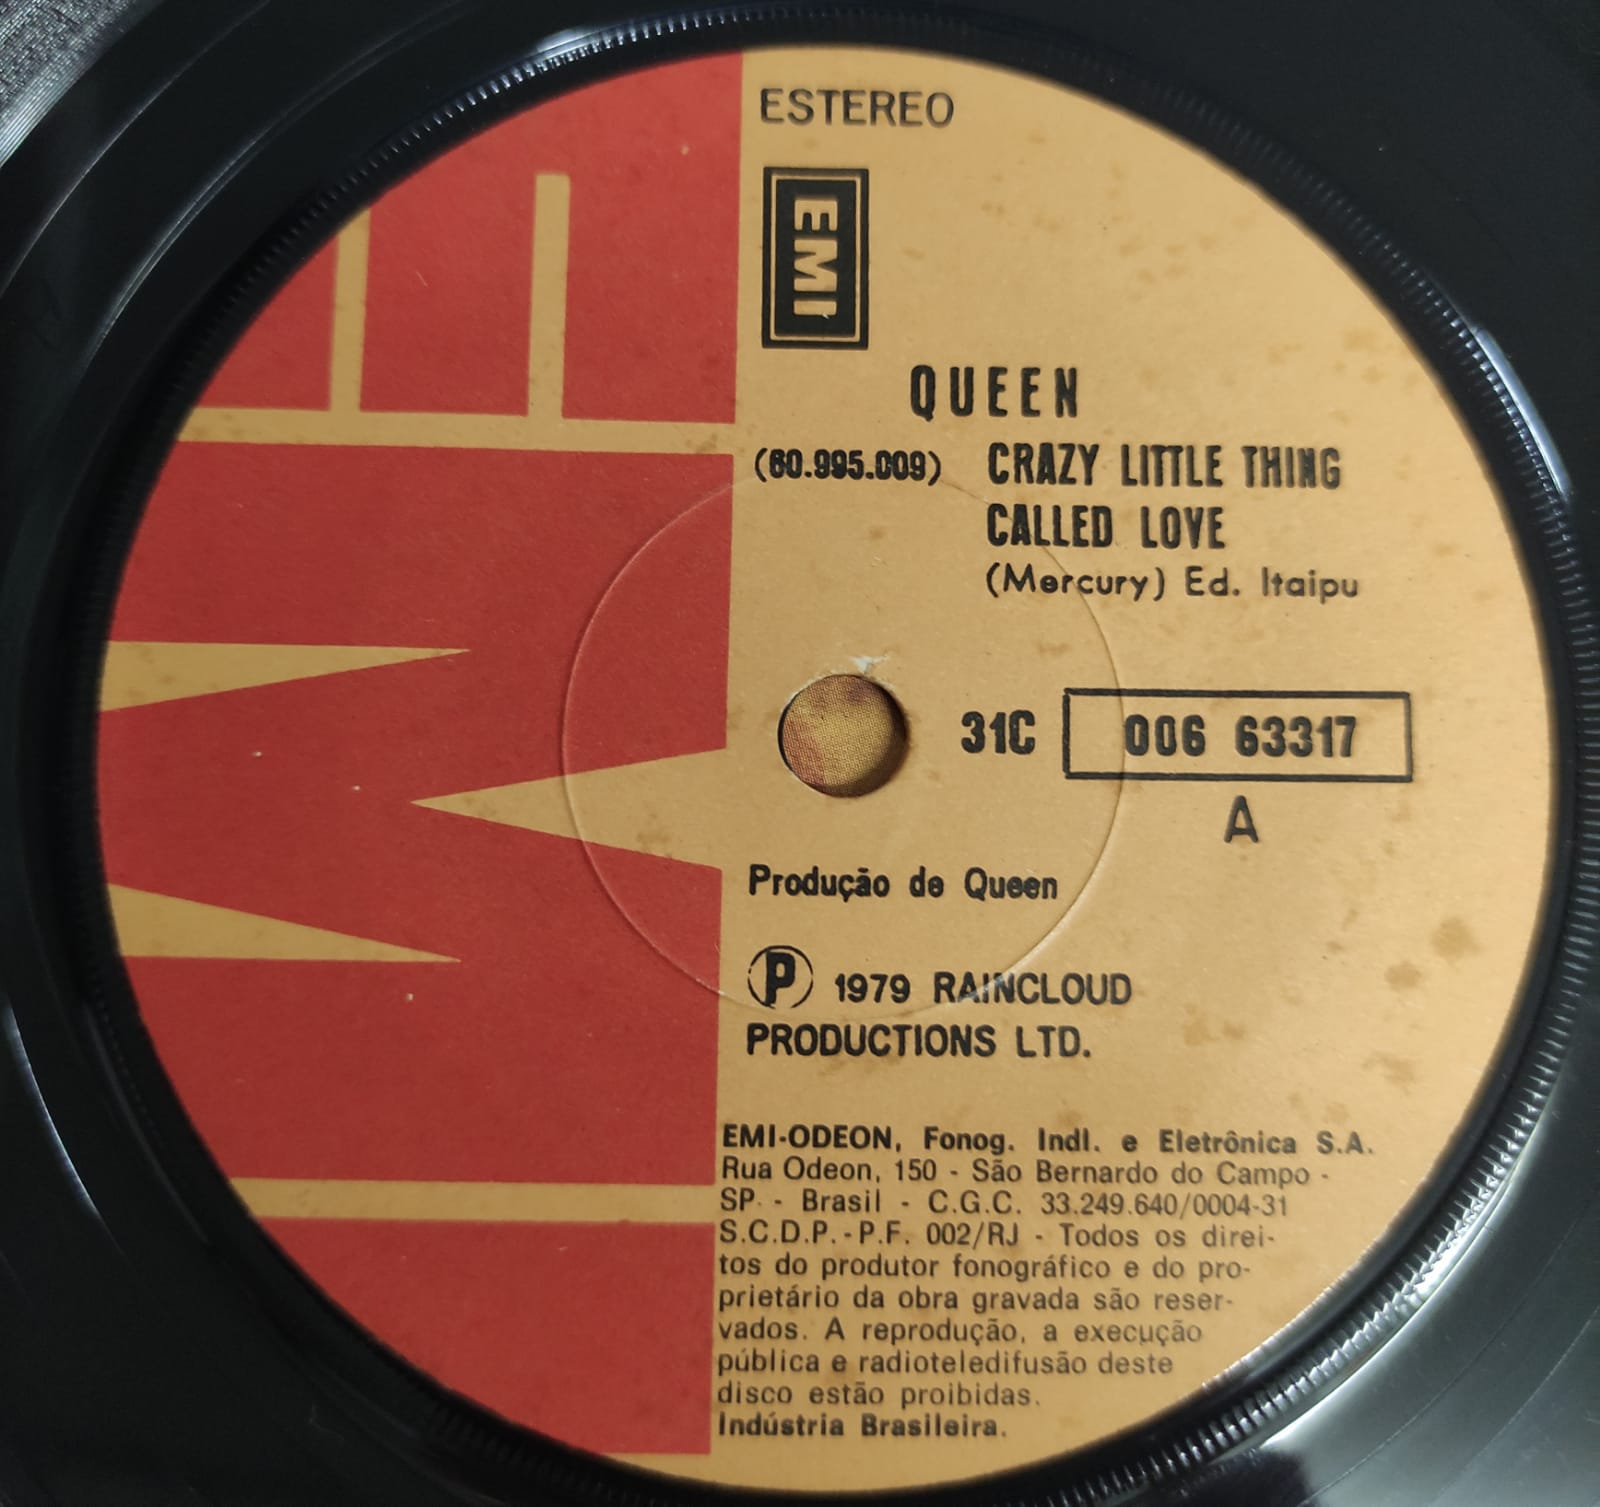 ESTEREO
EMI
QUEEN
(60.995.009) CRAZY LITTLE THING
CALLED LOVE
(Mercury) Ed. Itaipu
31C 006 63317
A
Produção de Queen
Ⓟ 1979 RAINCLOUD
PRODUCTIONS LTD.
EMI-ODEON, Fonog. Indl. e Eletrônica S.A.
Rua Odeon, 150 - São Bernardo do Campo -
SP. - Brasil - C.G.C. 33.249.640/0004-31
S.C.D.P. - P.F. 002/RJ - Todos os direi-
tos do produtor fonográfico e do pro-
prietário da obra gravada são reser-
vados. A reprodução, a execução
pública e radioteledifusão deste
disco estão proibidas.
Indústria Brasileira.